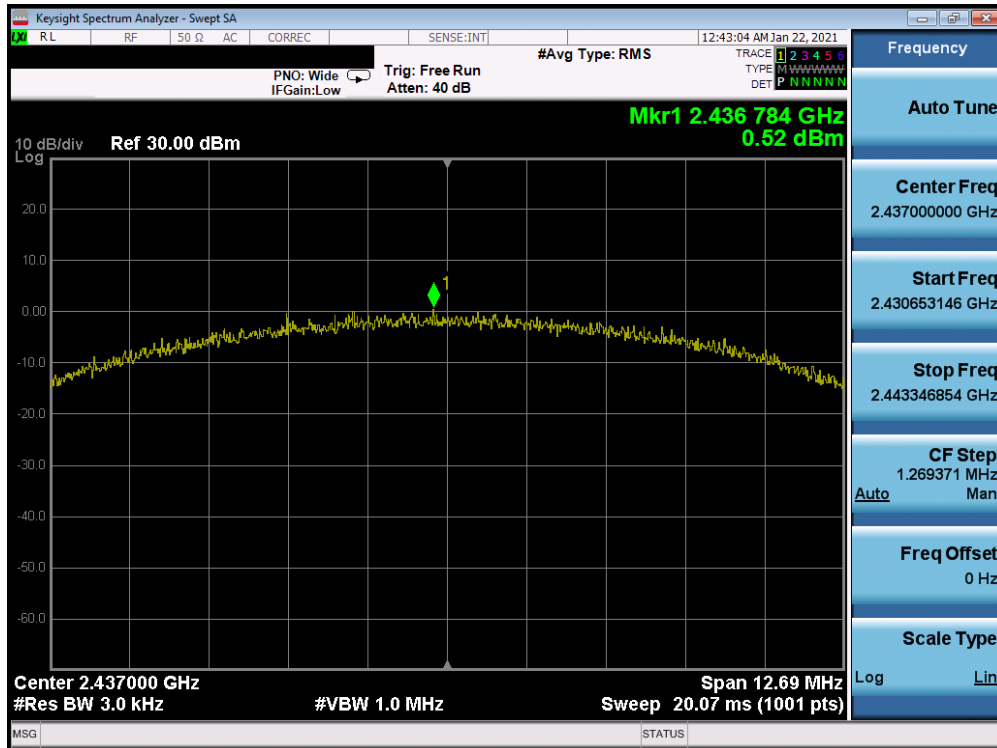 Keysight Spectrum Analyzer - Swept SA
LXI RL RF 50 Ω AC CORREC SENSE:INT 12:43:04 AM Jan 22, 2021
PNO: Wide
IFGain:Low
Trig: Free Run
Atten: 40 dB
#Avg Type: RMS
TRACE 1 2 3 4 5 6
TYPE M WWWWW
DET P N N N N N
Mkr1 2.436 784 GHz
0.52 dBm
10 dB/div Ref 30.00 dBm
Log
20.0
10.0
1
0.00
-10.0
-20.0
-30.0
-40.0
-50.0
-60.0
Center 2.437000 GHz Span 12.69 MHz
#Res BW 3.0 kHz #VBW 1.0 MHz Sweep 20.07 ms (1001 pts)
MSG STATUS
Frequency
Auto Tune
Center Freq
2.437000000 GHz
Start Freq
2.430653146 GHz
Stop Freq
2.443346854 GHz
CF Step
1.269371 MHz
Auto Man
Freq Offset
0 Hz
Scale Type
Log Lin